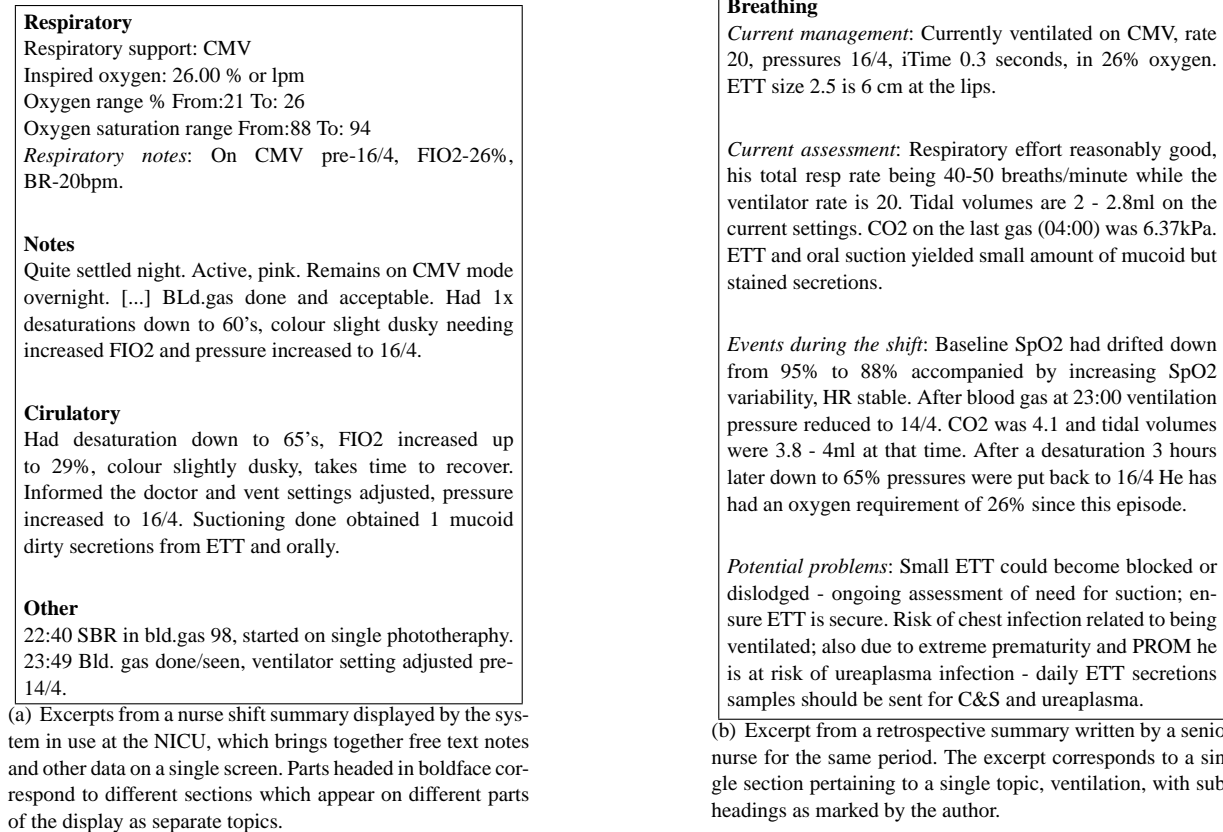 Respiratory
Respiratory support: CMV
Inspired oxygen: 26.00 % or lpm
Oxygen range % From:21 To: 26
Oxygen saturation range From:88 To: 94
Respiratory notes: On CMV pre-16/4, FIO2-26%,
BR-20bpm.
Notes
Quite settled night. Active, pink. Remains on CMV mode
overnight. [...] BLd.gas done and acceptable. Had 1x
desaturations down to 60's, colour slight dusky needing
increased FIO2 and pressure increased to 16/4.
Cirulatory
Had desaturation down to 65's, FIO2 increased up
to 29%, colour slightly dusky, takes time to recover.
Informed the doctor and vent settings adjusted, pressure
increased to 16/4. Suctioning done obtained 1 mucoid
dirty secretions from ETT and orally.
Other
22:40 SBR in bld.gas 98, started on single phototheraphy.
23:49 Bld. gas done/seen, ventilator setting adjusted pre-
14/4.
(a) Excerpts from a nurse shift summary displayed by the sys-
tem in use at the NICU, which brings together free text notes
and other data on a single screen. Parts headed in boldface cor-
respond to different sections which appear on different parts
of the display as separate topics.
Breathing
Current management: Currently ventilated on CMV, rate
20, pressures 16/4, iTime 0.3 seconds, in 26% oxygen.
ETT size 2.5 is 6 cm at the lips.
Current assessment: Respiratory effort reasonably good,
his total resp rate being 40-50 breaths/minute while the
ventilator rate is 20. Tidal volumes are 2 - 2.8ml on the
current settings. CO2 on the last gas (04:00) was 6.37kPa.
ETT and oral suction yielded small amount of mucoid but
stained secretions.
Events during the shift: Baseline SpO2 had drifted down
from 95% to 88% accompanied by increasing SpO2
variability, HR stable. After blood gas at 23:00 ventilation
pressure reduced to 14/4. CO2 was 4.1 and tidal volumes
were 3.8 - 4ml at that time. After a desaturation 3 hours
later down to 65% pressures were put back to 16/4 He has
had an oxygen requirement of 26% since this episode.
Potential problems: Small ETT could become blocked or
dislodged - ongoing assessment of need for suction; en-
sure ETT is secure. Risk of chest infection related to being
ventilated; also due to extreme prematurity and PROM he
is at risk of ureaplasma infection - daily ETT secretions
samples should be sent for C&S and ureaplasma.
(b) Excerpt from a retrospective summary written by a senio
nurse for the same period. The excerpt corresponds to a sin
gle section pertaining to a single topic, ventilation, with sub
headings as marked by the author.